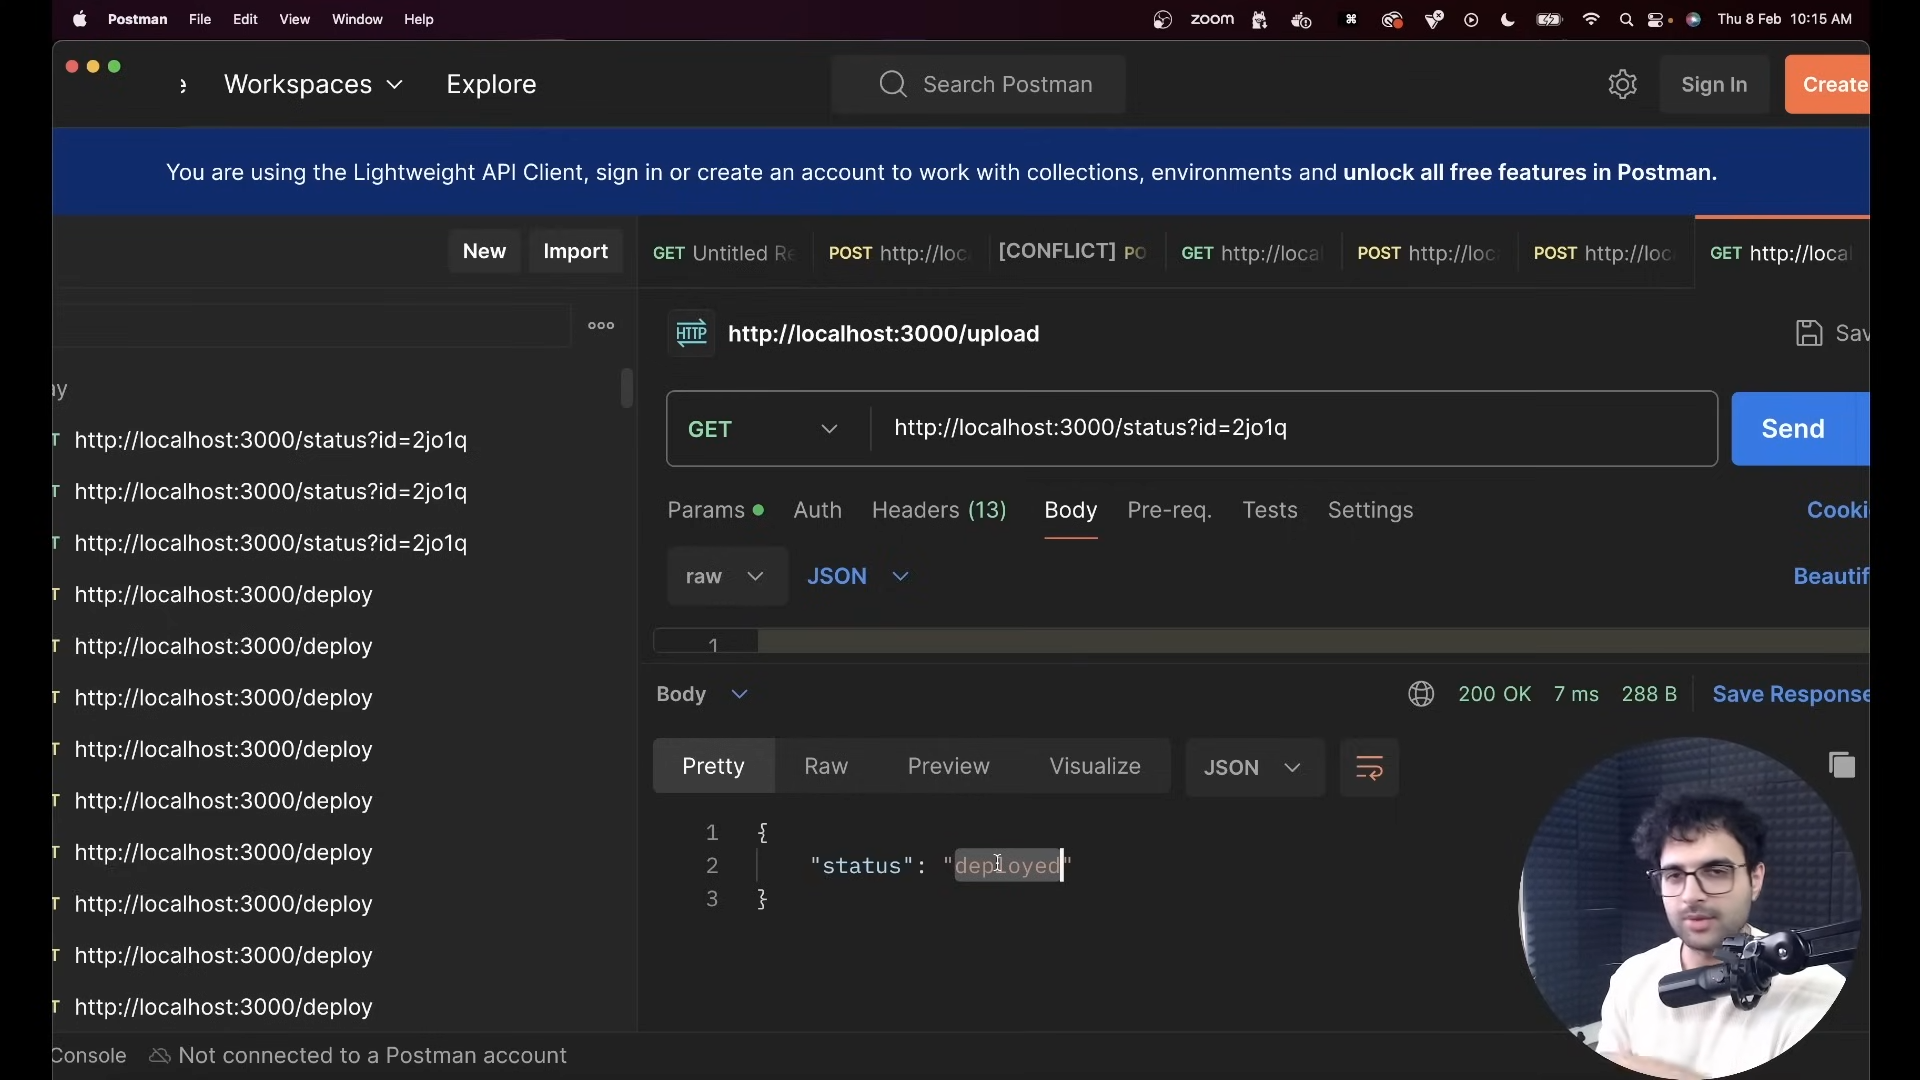 Postman File Edit View Window Help
zoom Thu 8 Feb 10:15 AM
Workspaces Explore
Search Postman
Sign In
Create
You are using the Lightweight API Client, sign in or create an account to work with collections, environments and unlock all free features in Postman.
New Import
GET Untitled Re
POST http://loc
[CONFLICT] PO
GET http://loca
POST http://loc
POST http://loc
GET http://loca
http://localhost:3000/upload
Sav
ay
GET http://localhost:3000/status?id=2jo1q
Send
T http://localhost:3000/status?id=2jo1q
T http://localhost:3000/status?id=2jo1q
T http://localhost:3000/status?id=2jo1q
T http://localhost:3000/deploy
T http://localhost:3000/deploy
T http://localhost:3000/deploy
T http://localhost:3000/deploy
T http://localhost:3000/deploy
T http://localhost:3000/deploy
T http://localhost:3000/deploy
T http://localhost:3000/deploy
T http://localhost:3000/deploy
Params Auth Headers (13) Body Pre-req. Tests Settings
Cooki
raw JSON
Beautif
1
Body
200 OK 7 ms 288 B
Save Response
Pretty Raw Preview Visualize JSON
1 {
2 "status": "deployed"
3 }
Console Not connected to a Postman account